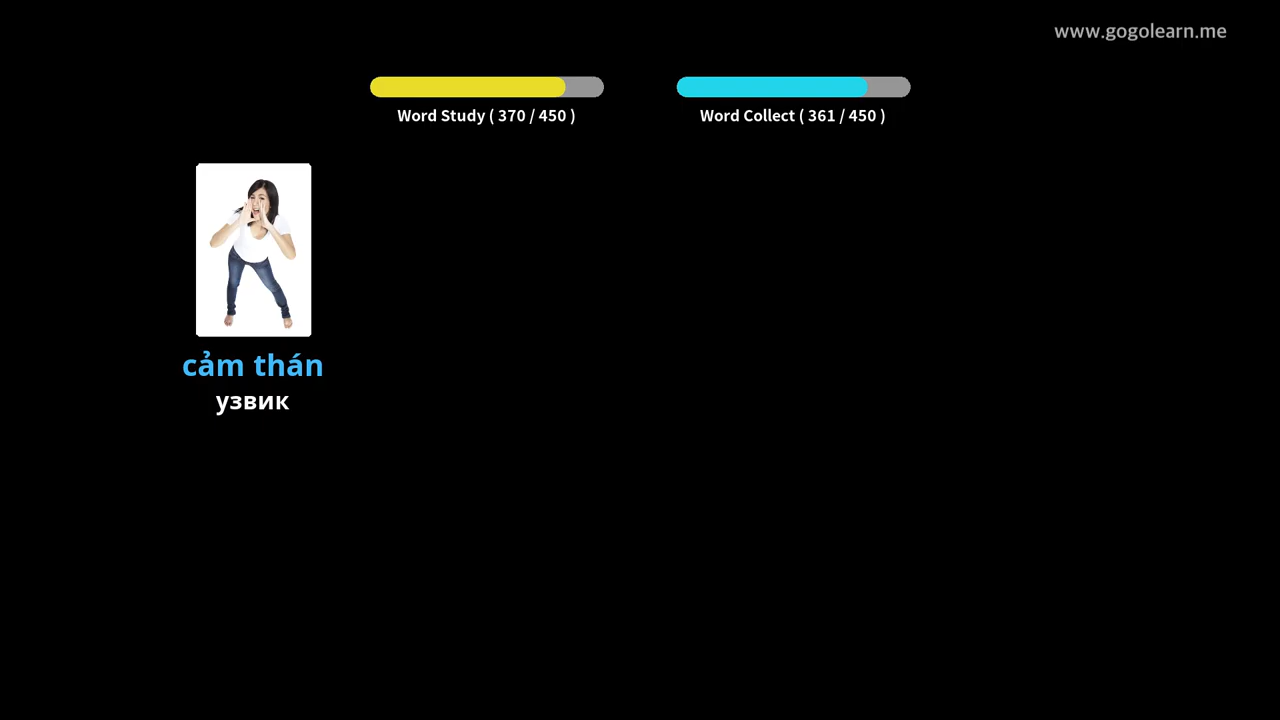 www.gogolearn.me
Word Study ( 370 / 450 )
Word Collect ( 361 / 450 )
cảm thán
узвик